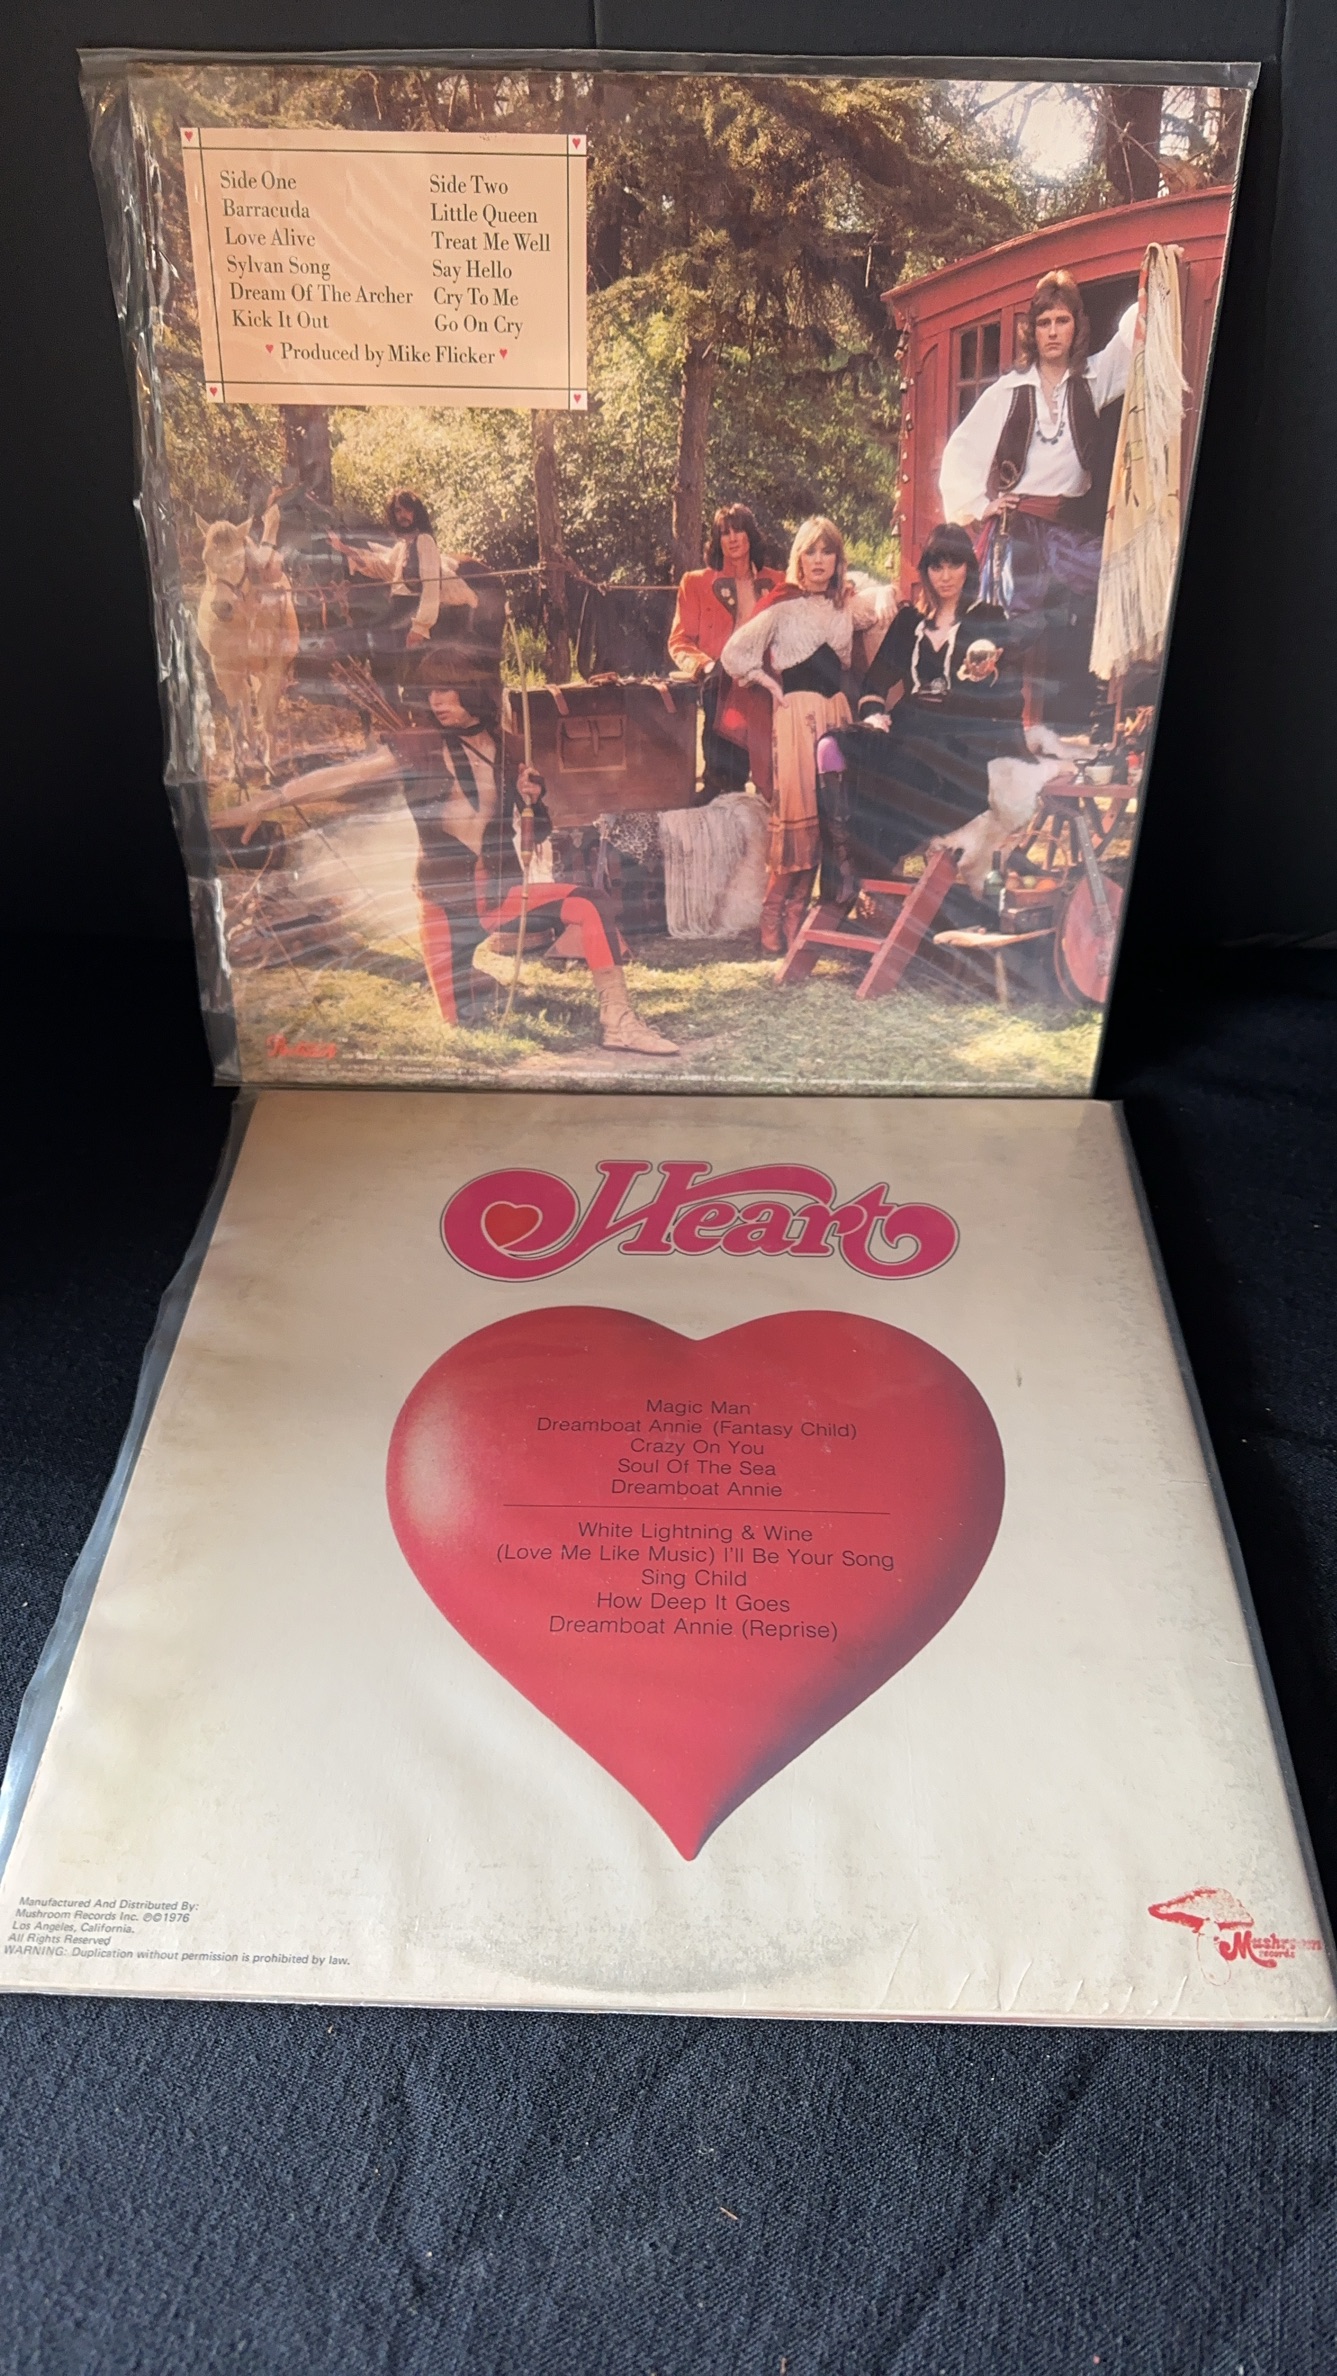 Side One
Barracuda
Love Alive
Sylvan Song
Dream Of The Archer
Kick It Out
Side Two
Little Queen
Treat Me Well
Say Hello
Cry To Me
Go On Cry
♥ Produced by Mike Flicker ♥
Heart
Magic Man
Dreamboat Annie (Fantasy Child)
Crazy On You
Soul Of The Sea
Dreamboat Annie
White Lightning & Wine
(Love Me Like Music) I'll Be Your Song
Sing Child
How Deep It Goes
Dreamboat Annie (Reprise)
Manufactured And Distributed By:
Mushroom Records Inc. ℗©1976
Los Angeles, California.
All Rights Reserved
WARNING: Duplication without permission is prohibited by law.
Mushroom
records